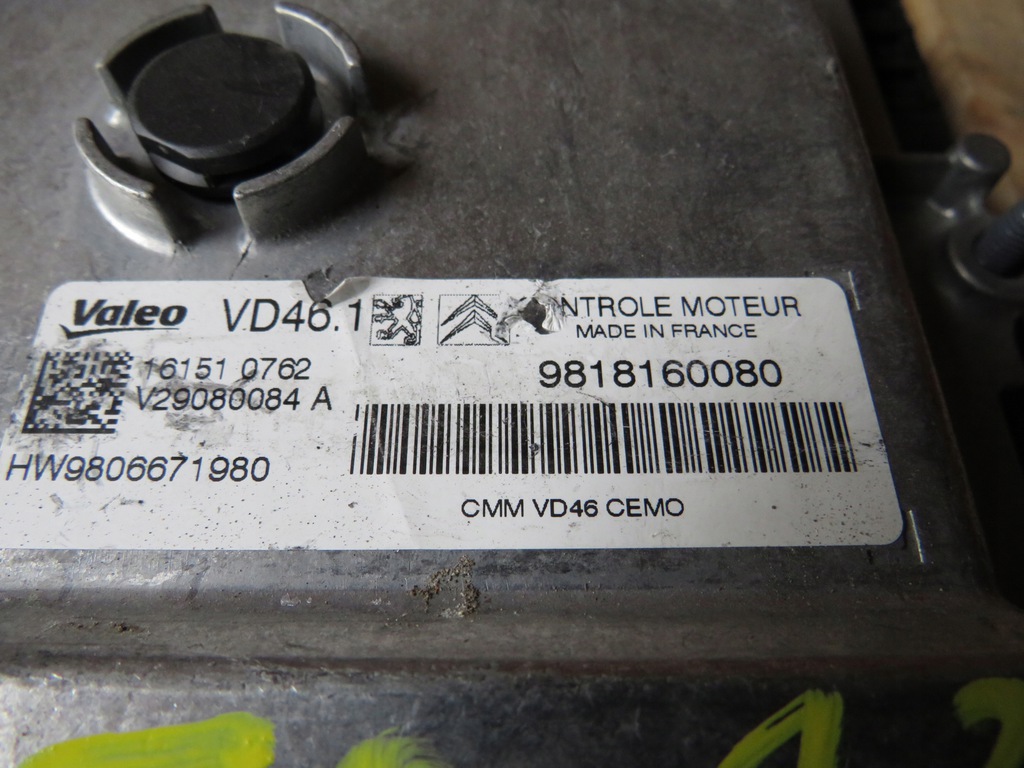 Valeo VD46.1 NTROLE MOTEUR
MADE IN FRANCE
16151 0762
9818160080
V29080084 A
HW9806671980
CMM VD46 CEMO